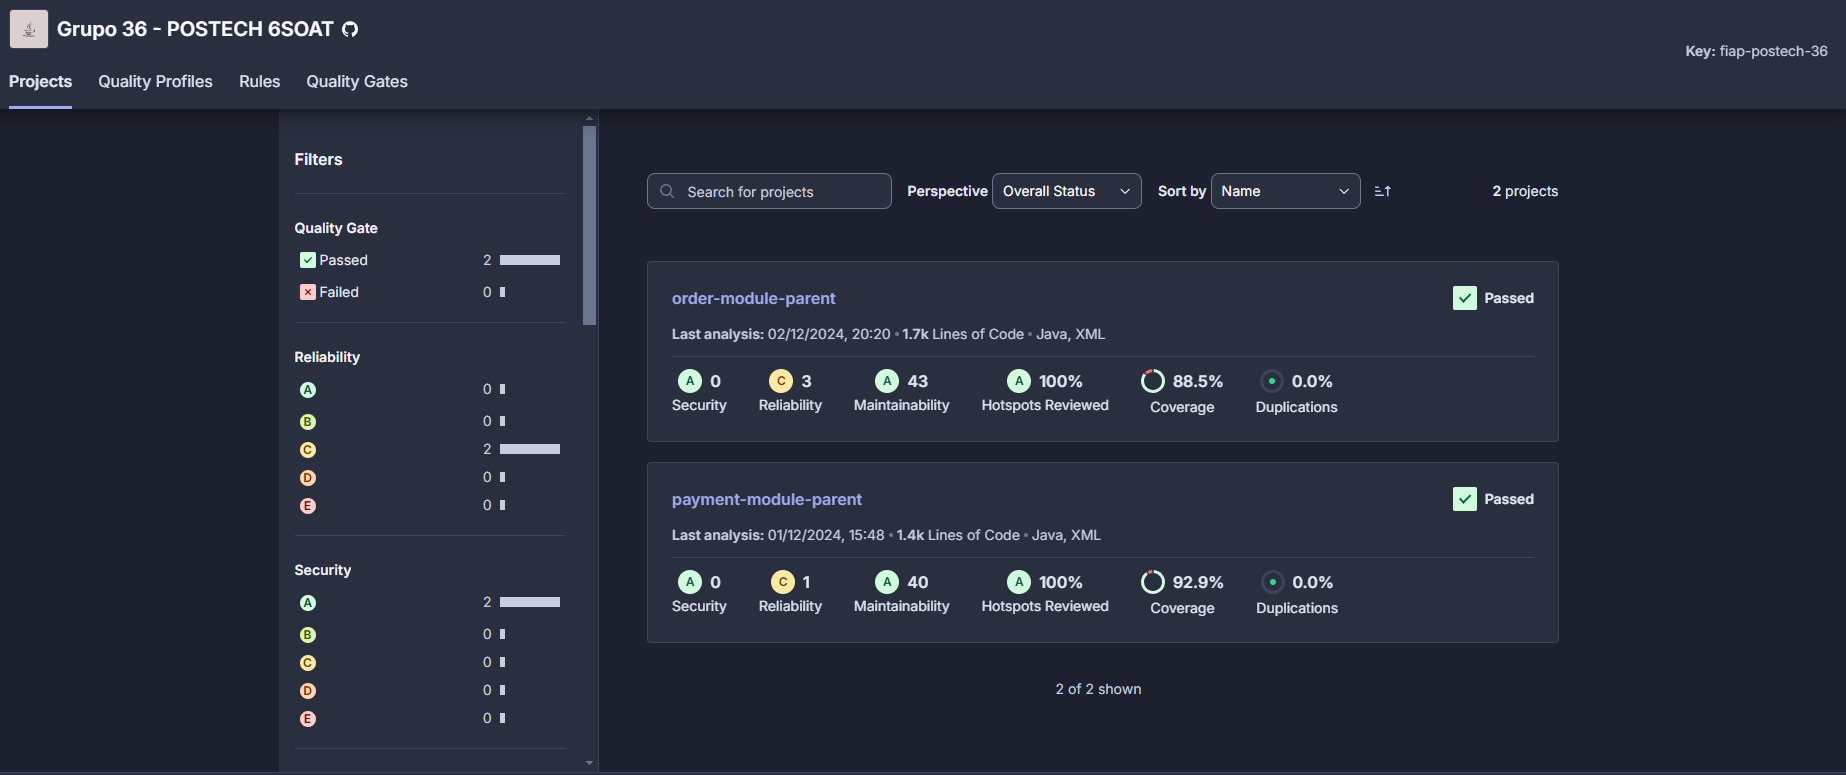 Grupo 36 - POSTECH 6SOAT
Key: fiap-postech-36
Projects Quality Profiles Rules Quality Gates
Filters
Quality Gate
Passed 2
Failed 0
Reliability
A 0
B 0
C 2
D 0
E 0
Security
A 2
B 0
C 0
D 0
E 0
Search for projects Perspective Overall Status Sort by Name 2 projects
order-module-parent Passed
Last analysis: 02/12/2024, 20:20 • 1.7k Lines of Code • Java, XML
A 0 C 3 A 43 A 100% 88.5% 0.0%
Security Reliability Maintainability Hotspots Reviewed Coverage Duplications
payment-module-parent Passed
Last analysis: 01/12/2024, 15:48 • 1.4k Lines of Code • Java, XML
A 0 C 1 A 40 A 100% 92.9% 0.0%
Security Reliability Maintainability Hotspots Reviewed Coverage Duplications
2 of 2 shown